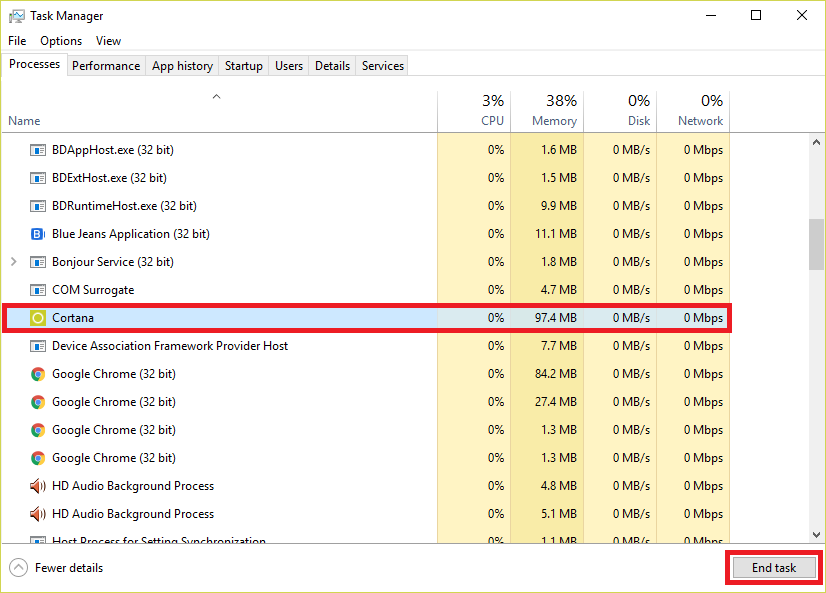 Task Manager
File Options View
Processes Performance App history Startup Users Details Services
3% 38% 0% 0%
Name CPU Memory Disk Network
BDAppHost.exe (32 bit) 0% 1.6 MB 0 MB/s 0 Mbps
BDExtHost.exe (32 bit) 0% 1.5 MB 0 MB/s 0 Mbps
BDRuntimeHost.exe (32 bit) 0% 9.9 MB 0 MB/s 0 Mbps
B Blue Jeans Application (32 bit) 0% 11.1 MB 0 MB/s 0 Mbps
Bonjour Service (32 bit) 0% 1.8 MB 0 MB/s 0 Mbps
COM Surrogate 0% 4.7 MB 0 MB/s 0 Mbps
Cortana 0% 97.4 MB 0 MB/s 0 Mbps
Device Association Framework Provider Host 0% 7.7 MB 0 MB/s 0 Mbps
Google Chrome (32 bit) 0% 84.2 MB 0 MB/s 0 Mbps
Google Chrome (32 bit) 0% 27.4 MB 0 MB/s 0 Mbps
Google Chrome (32 bit) 0% 1.3 MB 0 MB/s 0 Mbps
Google Chrome (32 bit) 0% 1.3 MB 0 MB/s 0 Mbps
HD Audio Background Process 0% 4.8 MB 0 MB/s 0 Mbps
HD Audio Background Process 0% 5.1 MB 0 MB/s 0 Mbps
Host Process for Setting Synchronization 0% 1.1 MB 0 MB/s 0 Mbps
Fewer details End task